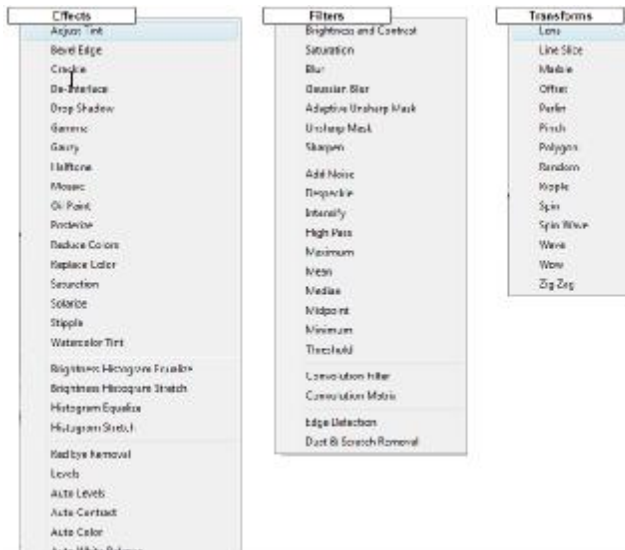 Effects
Adjust Tint
Bevel Edge
Crackle
De-Interlace
Drop Shadow
Gamma
Gauzy
Halftone
Mosaic
Oil Paint
Posterize
Reduce Colors
Replace Color
Saturation
Solarize
Stipple
Watercolor Tint
Brightness Histogram Equalize
Brightness Histogram Stretch
Histogram Equalize
Histogram Stretch
Red Eye Removal
Levels
Auto Levels
Auto Contrast
Auto Color
Auto White Balance
Filters
Brightness and Contrast
Saturation
Blur
Gaussian Blur
Adaptive Unsharp Mask
Unsharp Mask
Sharpen
Add Noise
Despeckle
Intensify
High Pass
Maximum
Mean
Median
Midpoint
Minimum
Threshold
Convolution Filter
Convolution Matrix
Edge Detection
Dust & Scratch Removal
Transforms
Lens
Line Slice
Marble
Offset
Perlin
Pinch
Polygon
Random
Ripple
Spin
Spin Wave
Wave
Wow
Zig Zag